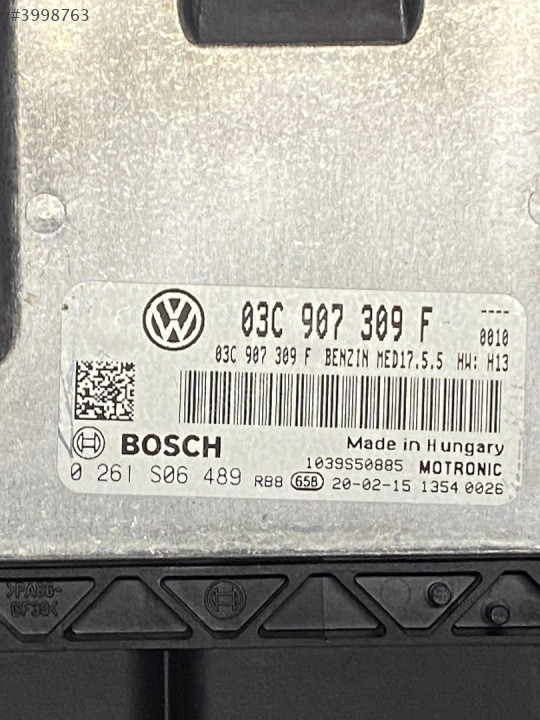 #3998763
03C 907 309 F ----
0010
03C 907 309 F BENZIN MED17.5.5 HW: H13
BOSCH
Made in Hungary
1039S50885 MOTRONIC
0 261 S06 489 RB8 658 20-02-15 1354 0026
>PA66-
GF30<